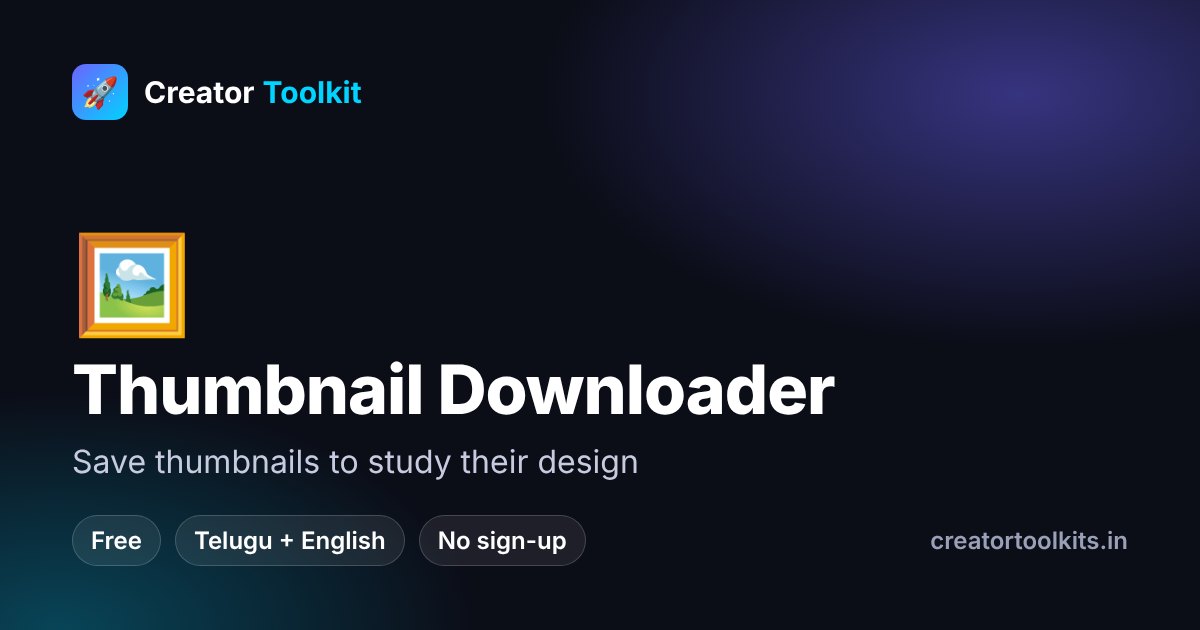 Creator Toolkit
Thumbnail Downloader
Save thumbnails to study their design
Free
Telugu + English
No sign-up
creatortoolkits.in